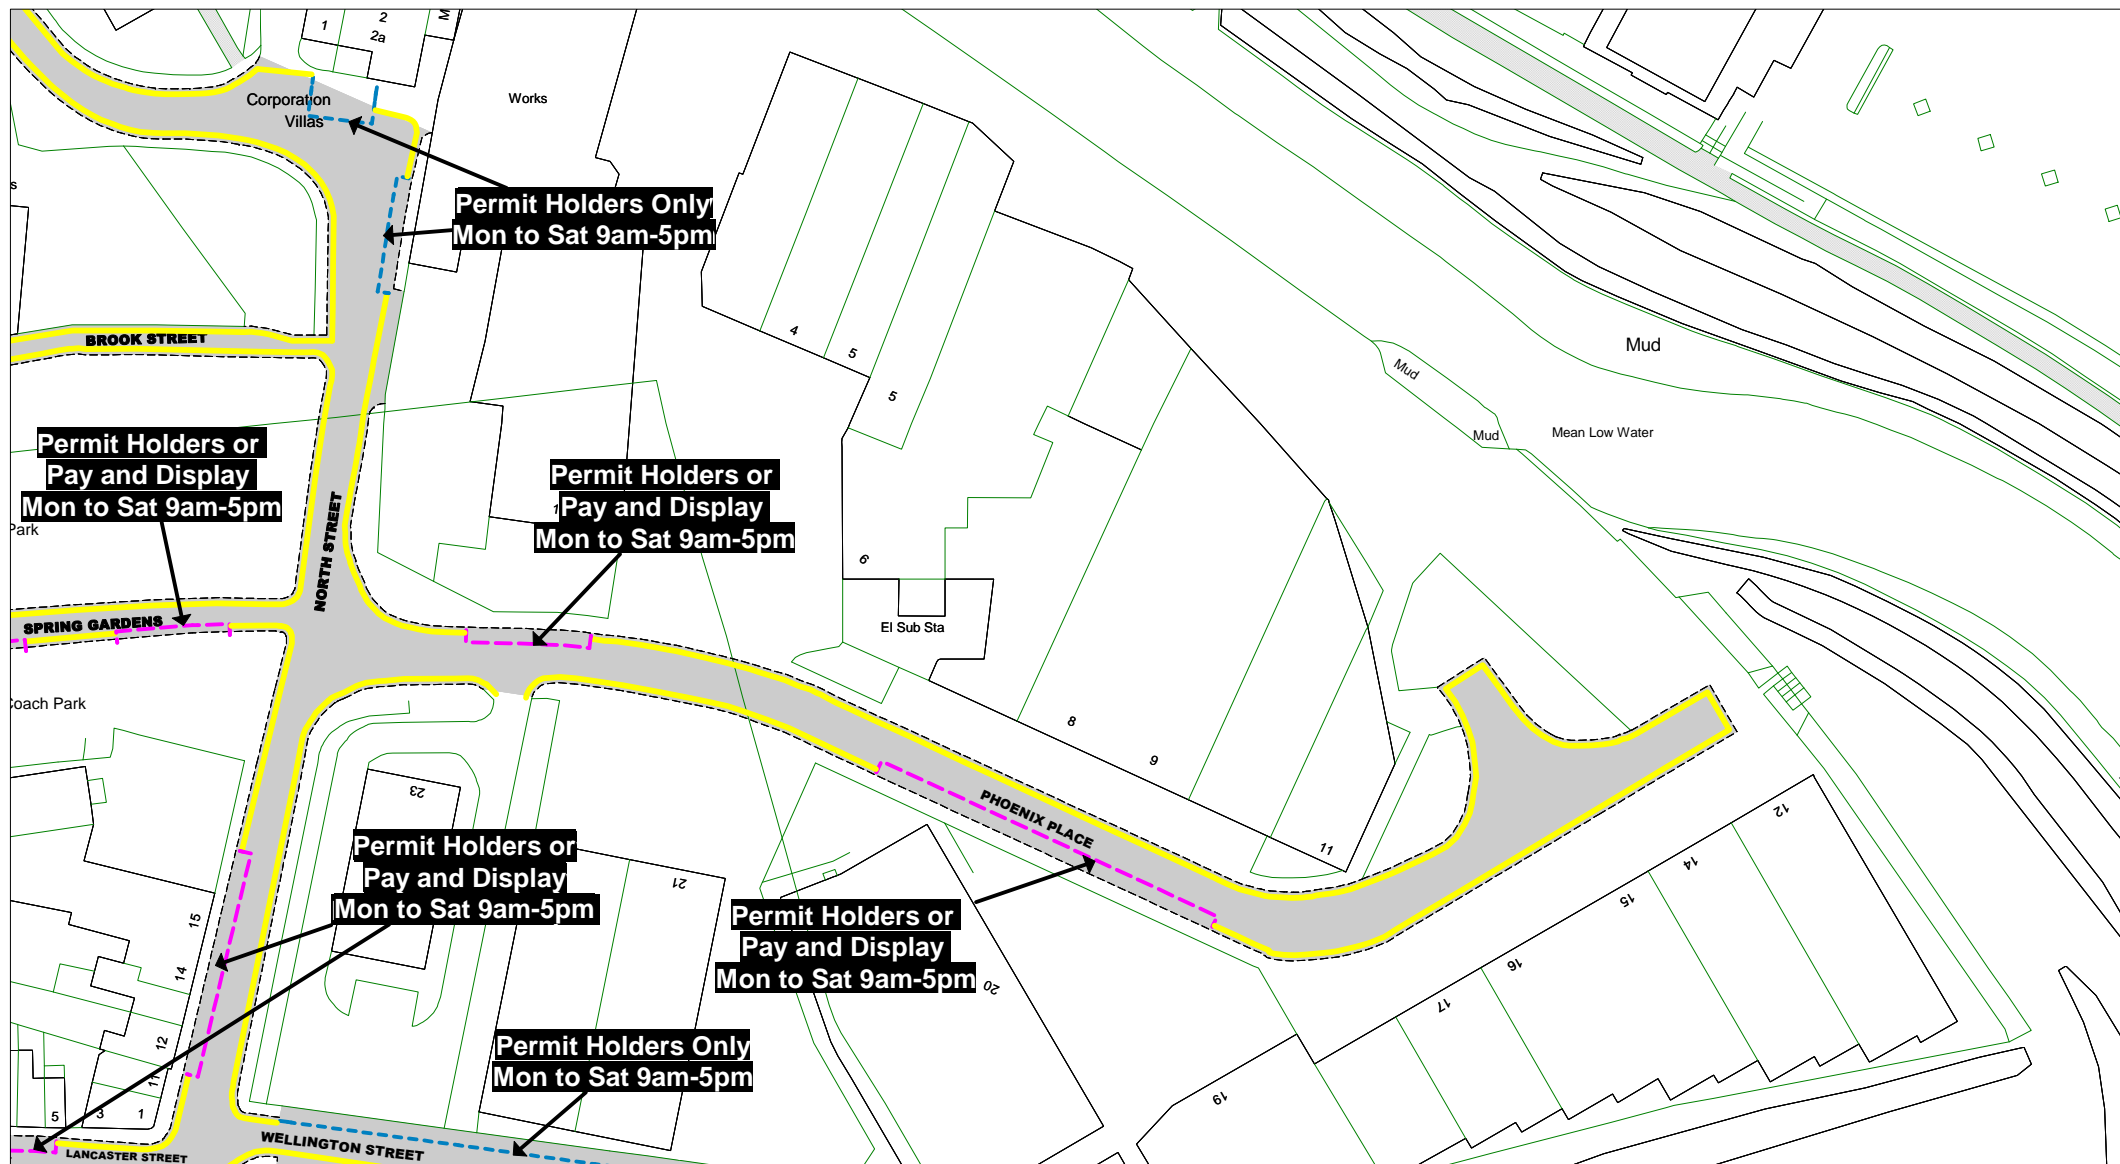 1
2
2a
M
Corporation
Villas
Works
s
Permit Holders Only
Mon to Sat 9am-5pm
BROOK STREET
4
5
5
Mud
Mud
Mud
Mean Low Water
Permit Holders or
Pay and Display
Mon to Sat 9am-5pm
Park
Permit Holders or
Pay and Display
Mon to Sat 9am-5pm
1
NORTH STREET
6
El Sub Sta
SPRING GARDENS
Coach Park
8
9
11
PHOENIX PLACE
23
21
12
14
15
16
17
Permit Holders or
Pay and Display
Mon to Sat 9am-5pm
Permit Holders or
Pay and Display
Mon to Sat 9am-5pm
20
19
15
14
12
11
1
3
5
Permit Holders Only
Mon to Sat 9am-5pm
WELLINGTON STREET
LANCASTER STREET